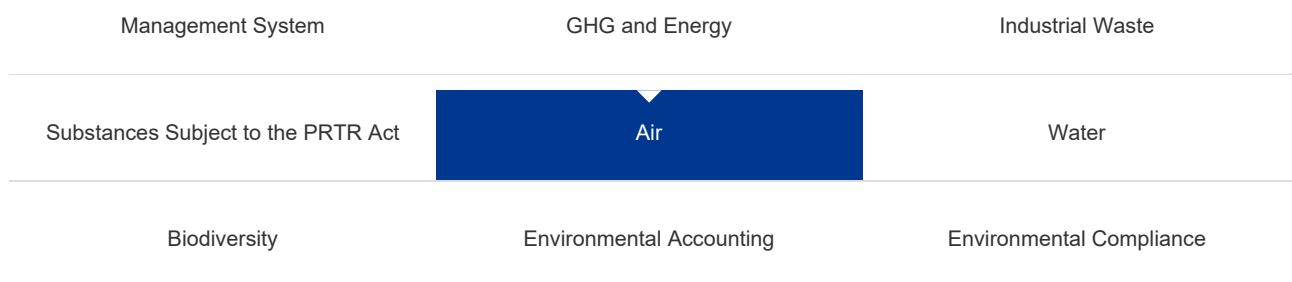 Management System
GHG and Energy
Industrial Waste
Substances Subject to the PRTR Act
Air
Water
Biodiversity
Environmental Accounting
Environmental Compliance